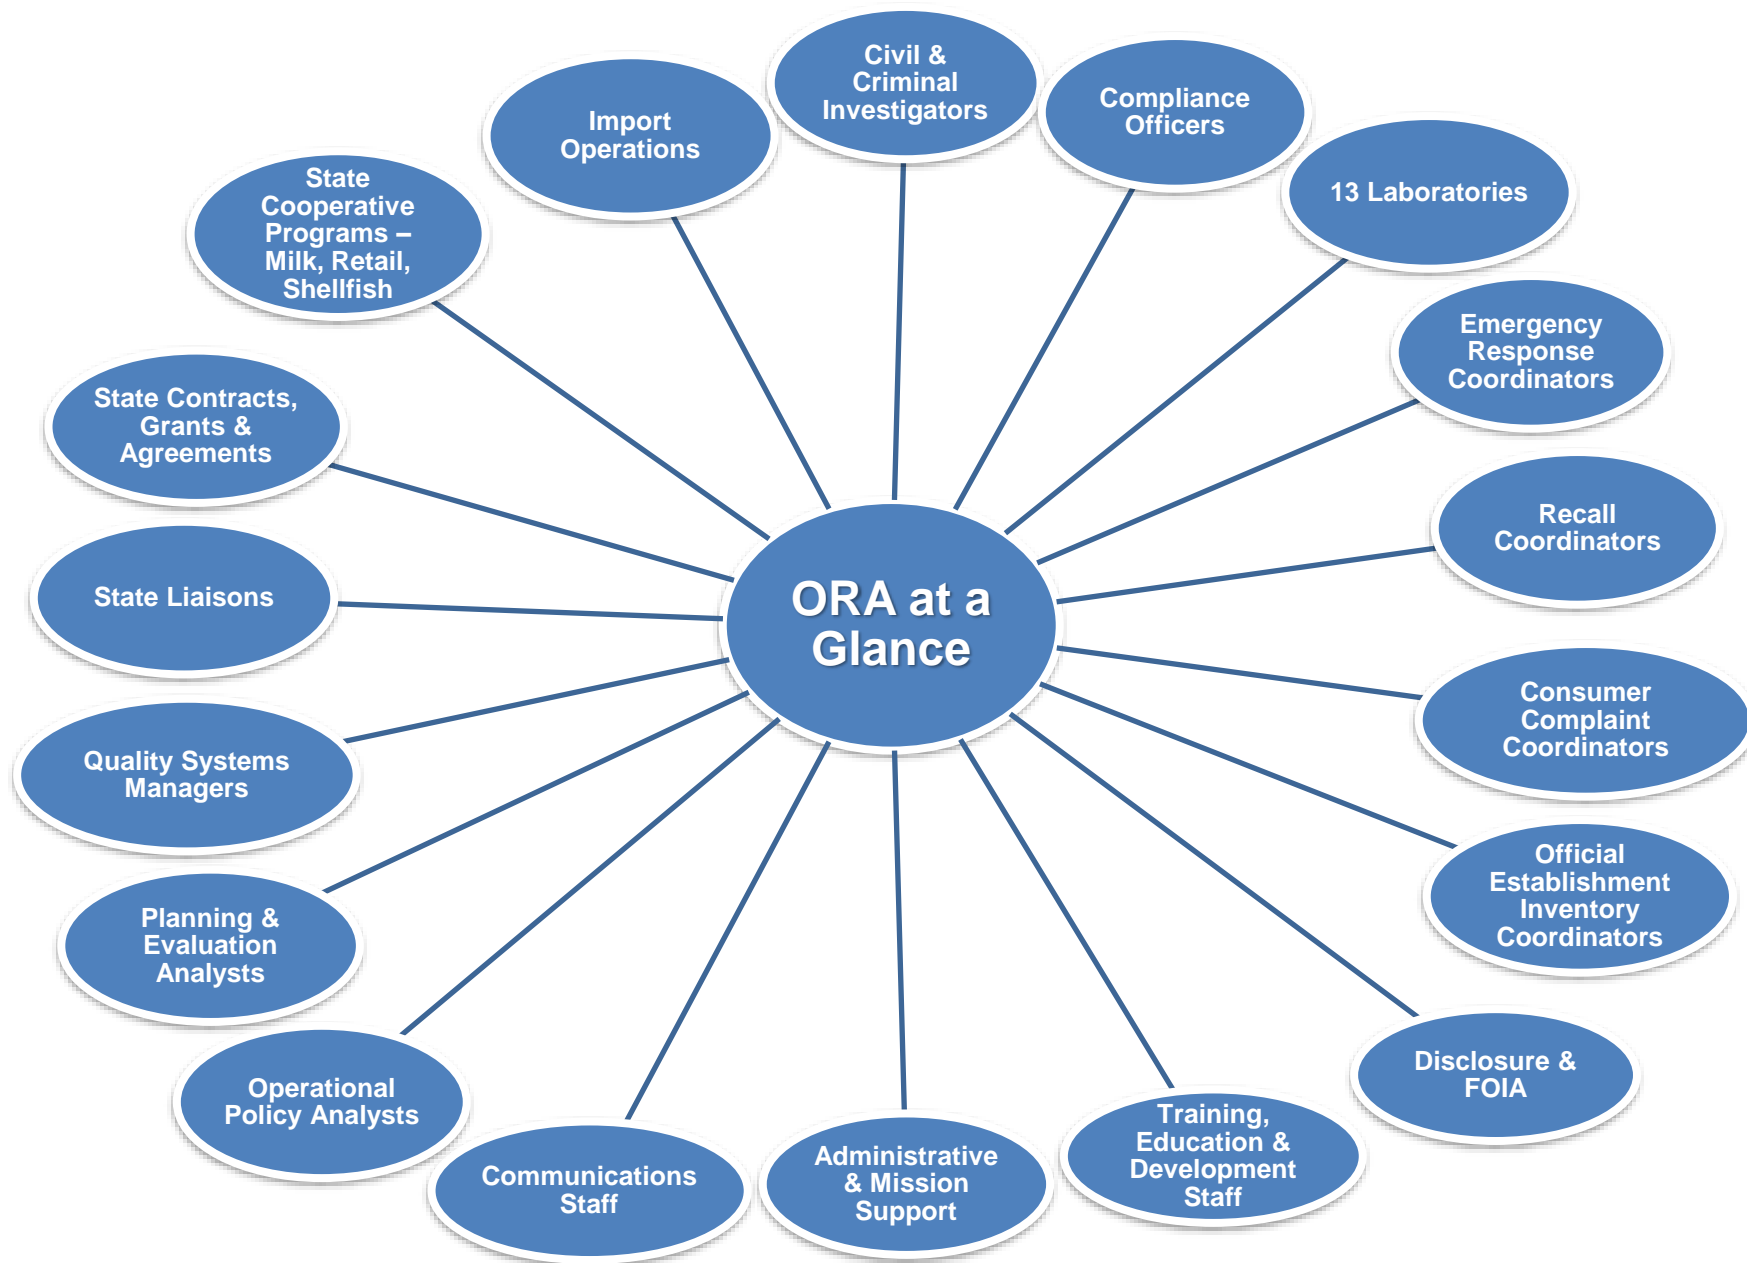 Civil &
Criminal
Investigators
Compliance
Officers
13 Laboratories
Emergency
Response
Coordinators
Recall
Coordinators
Consumer
Complaint
Coordinators
Official
Establishment
Inventory
Coordinators
Disclosure &
FOIA
Training,
Education &
Development
Staff
Administrative
& Mission
Support
Communications
Staff
Operational
Policy Analysts
Planning &
Evaluation
Analysts
Quality Systems
Managers
State Liaisons
State Contracts,
Grants &
Agreements
State
Cooperative
Programs –
Milk, Retail,
Shellfish
Import
Operations
ORA at a
Glance